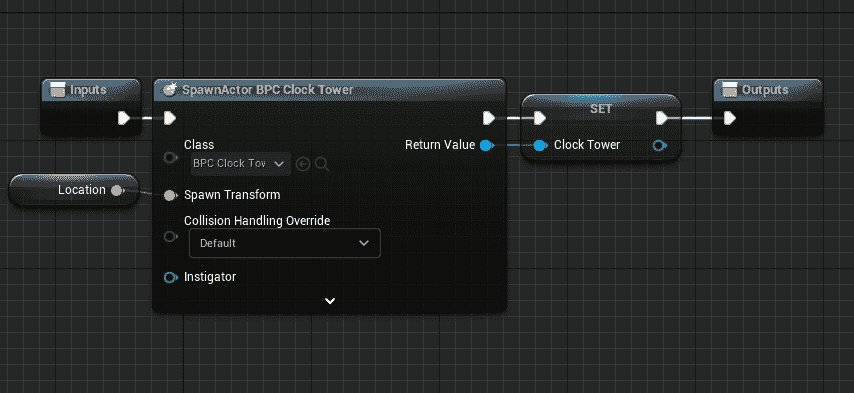 Inputs
SpawnActor BPC Clock Tower
SET
Outputs
Class
Return Value
Clock Tower
BPC Clock Tov
Location
Spawn Transform
Collision Handling Override
Default
Instigator